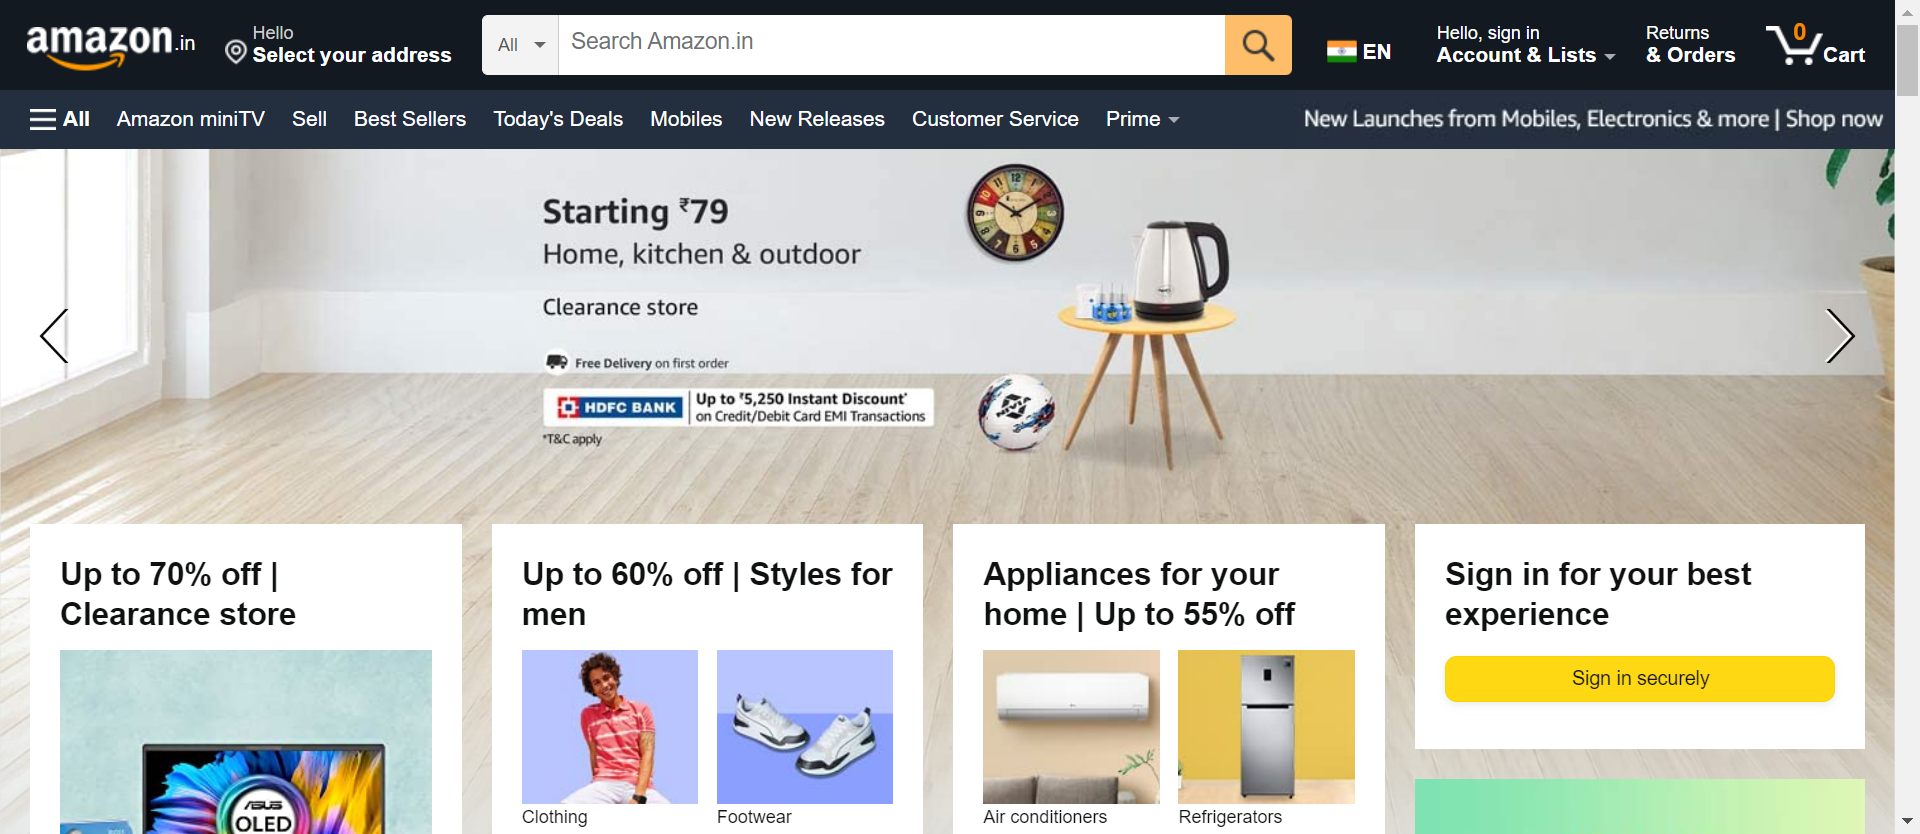 amazon.in
Hello
Select your address
All
Search Amazon.in
EN
Hello, sign in
Account & Lists
Returns
& Orders
0
Cart
All
Amazon miniTV
Sell
Best Sellers
Today's Deals
Mobiles
New Releases
Customer Service
Prime
New Launches from Mobiles, Electronics & more | Shop now
Starting ₹79
Home, kitchen & outdoor
Clearance store
Free Delivery on first order
HDFC BANK
Up to ₹5,250 Instant Discount*
on Credit/Debit Card EMI Transactions
*T&C apply
Up to 70% off |
Clearance store
ASUS
OLED
Up to 60% off | Styles for
men
Clothing
Footwear
Appliances for your
home | Up to 55% off
Air conditioners
Refrigerators
Sign in for your best
experience
Sign in securely